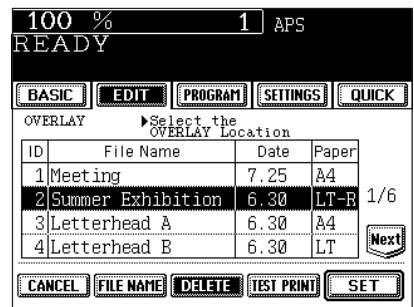 100 % 1 APS
READY
BASIC EDIT PROGRAM SETTINGS QUICK
OVERLAY ▶Select the
OVERLAY Location
ID File Name Date Paper
1 Meeting 7.25 A4
2 Summer Exhibition 6.30 LT-R 1/6
3 Letterhead A 6.30 A4
4 Letterhead B 6.30 LT Next
CANCEL FILE NAME DELETE TEST PRINT SET